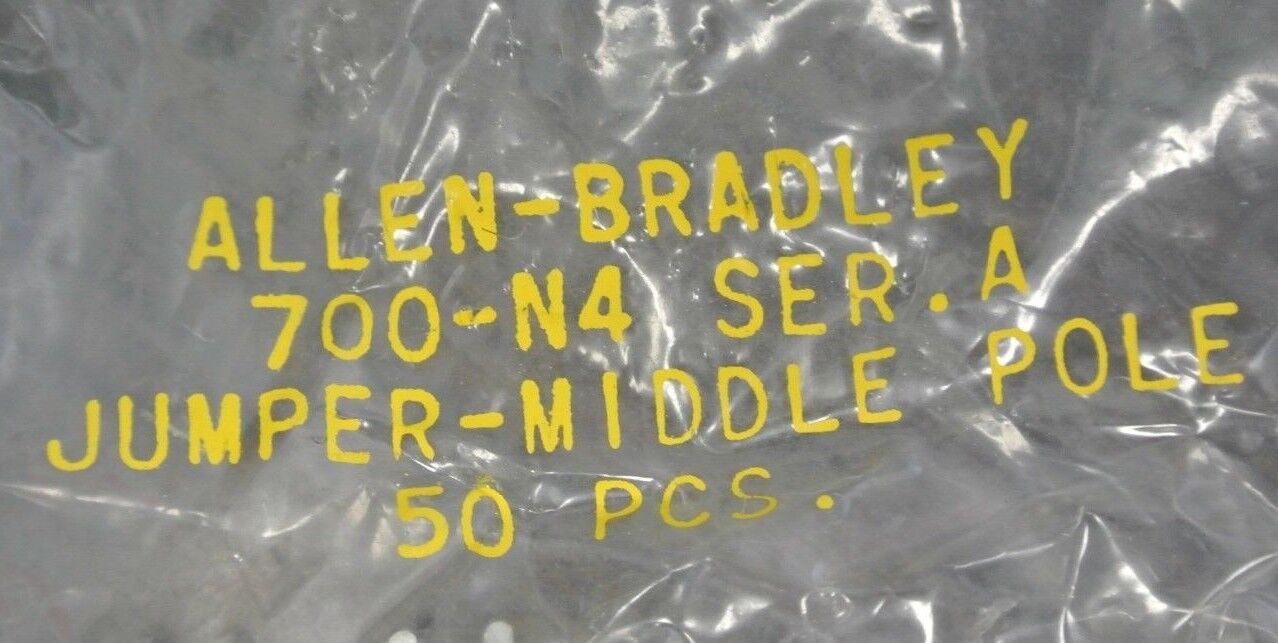 ALLEN-BRADLEY
700-N4 SER. A
JUMPER-MIDDLE POLE
50 PCS.